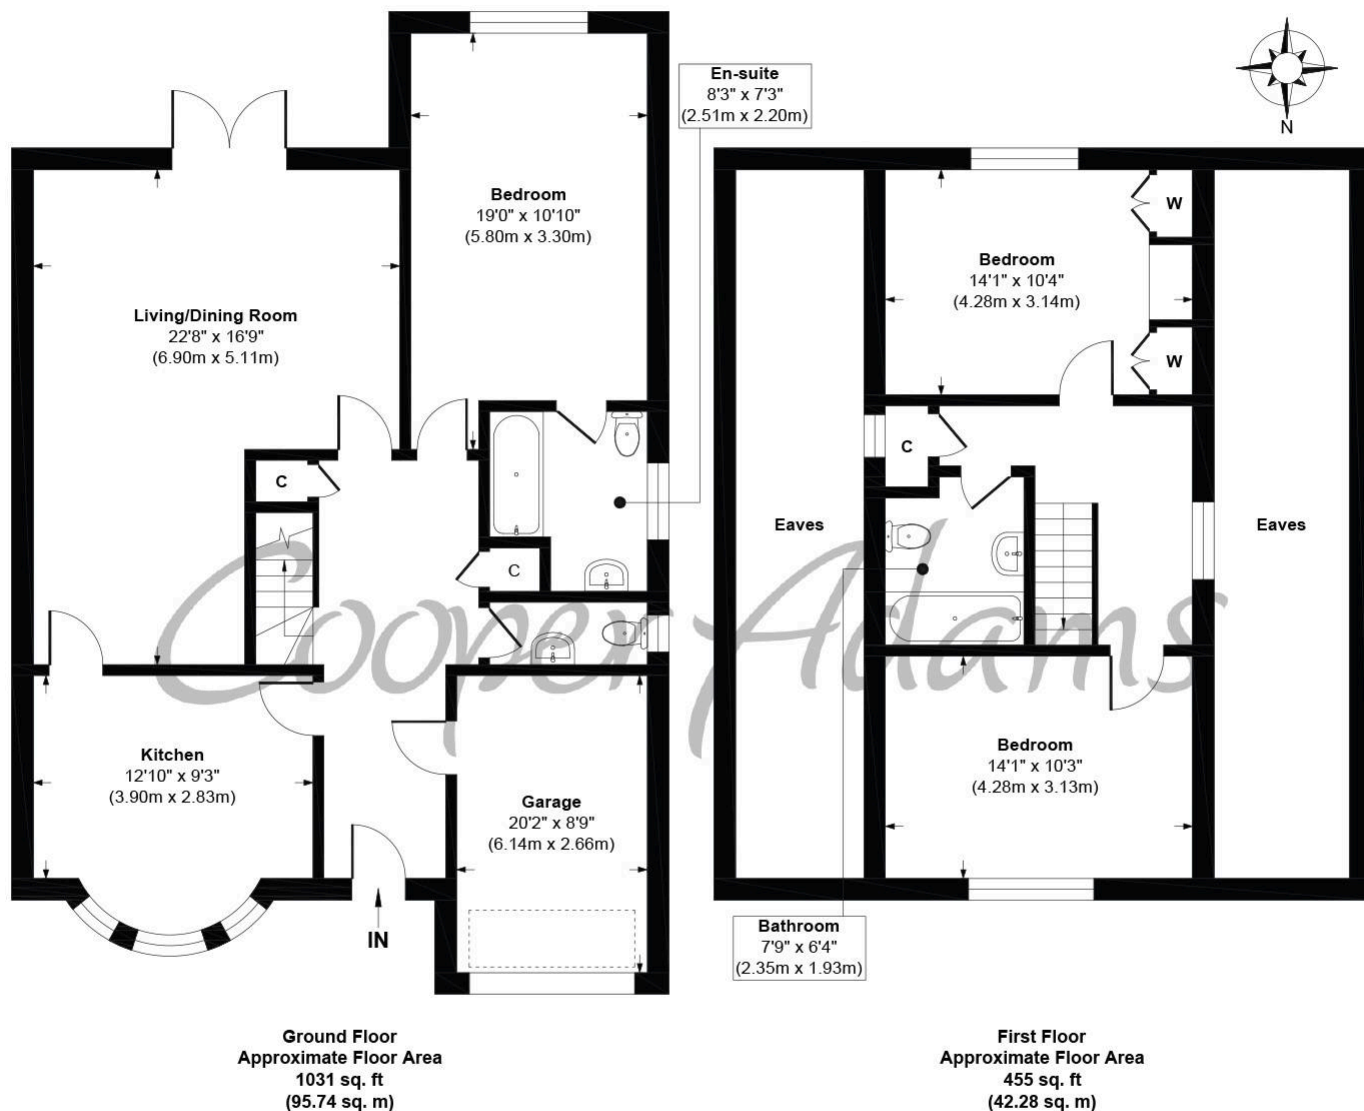 En-suite
8'3" x 7'3"
(2.51m x 2.20m)
N
Bedroom
19'0" x 10'10"
(5.80m x 3.30m)
Living/Dining Room
22'8" x 16'9"
(6.90m x 5.11m)
C
C
Kitchen
12'10" x 9'3"
(3.90m x 2.83m)
Garage
20'2" x 8'9"
(6.14m x 2.66m)
IN
Ground Floor
Approximate Floor Area
1031 sq. ft
(95.74 sq. m)
W
Bedroom
14'1" x 10'4"
(4.28m x 3.14m)
W
C
Eaves
Eaves
Bedroom
14'1" x 10'3"
(4.28m x 3.13m)
Bathroom
7'9" x 6'4"
(2.35m x 1.93m)
First Floor
Approximate Floor Area
455 sq. ft
(42.28 sq. m)
Cooper Adams